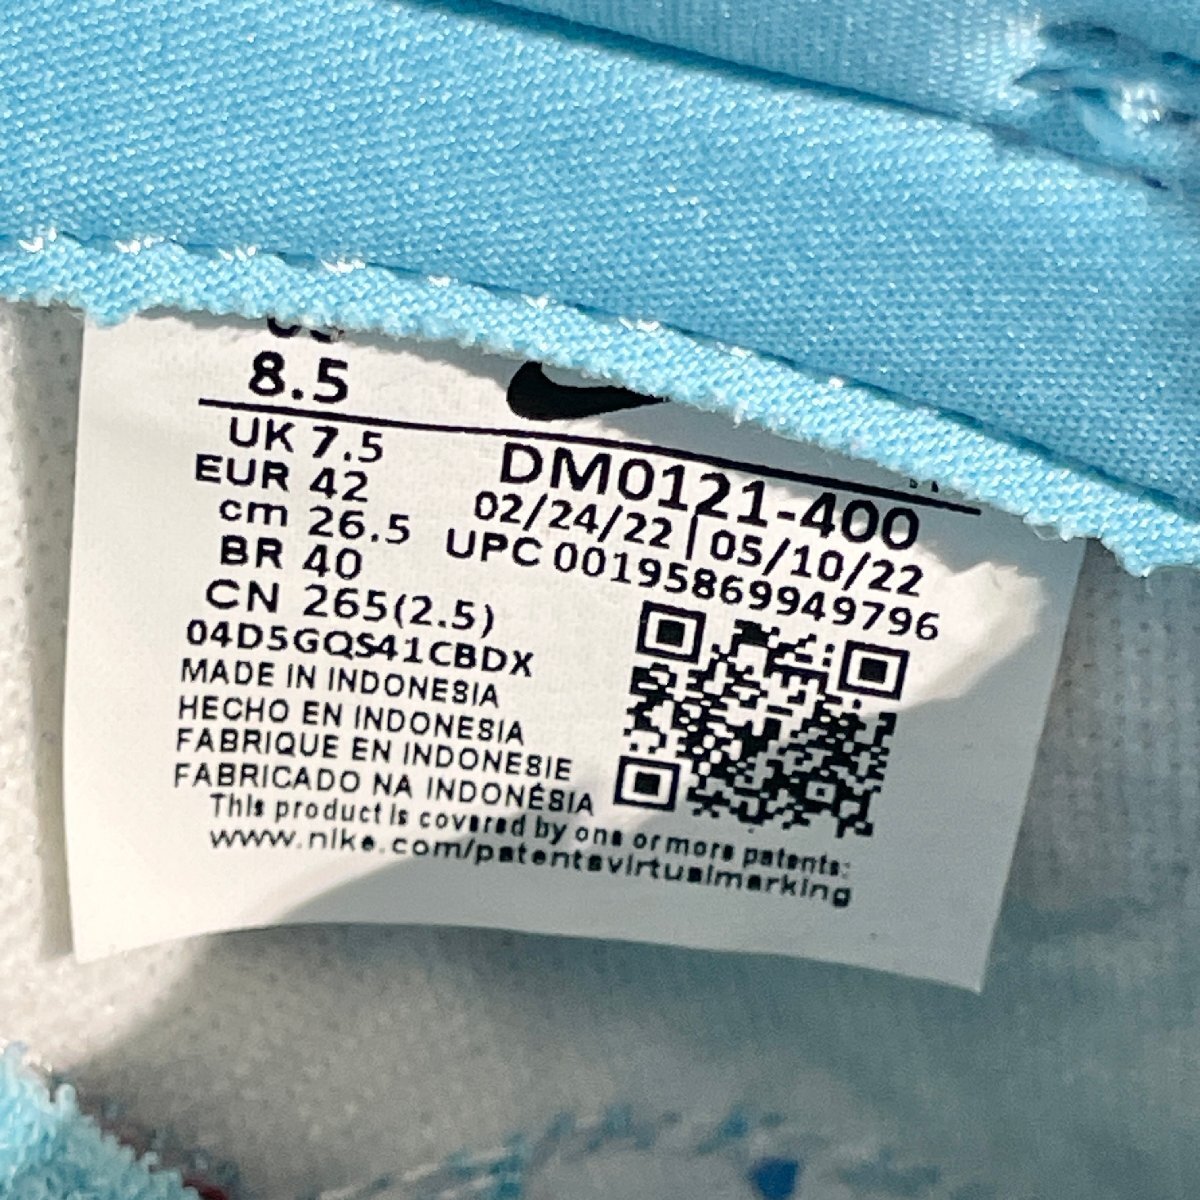 8.5
UK 7.5
EUR 42
cm 26.5
BR 40
CN 265(2.5)
04D5GQS41CBDX
MADE IN INDONESIA
HECHO EN INDONESIA
FABRIQUE EN INDONESIE
FABRICADO NA INDONÉSIA
This product is covered by one or more patents:
www.nike.com/patentsvirtualmarking
DM0121-400
02/24/22 | 05/10/22
UPC 00195869949796